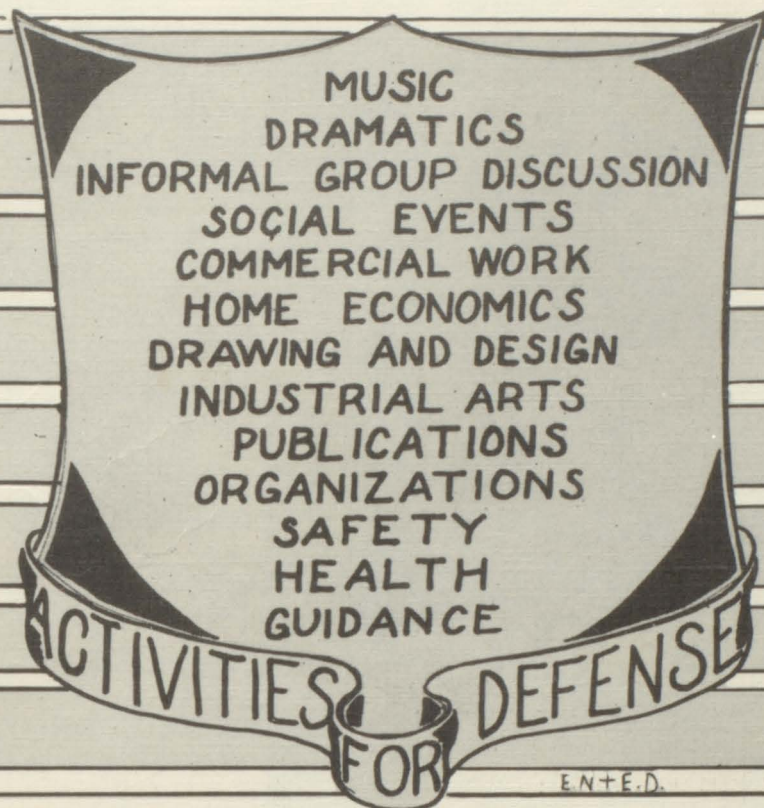 MUSIC
DRAMATICS
INFORMAL GROUP DISCUSSION
SOCIAL EVENTS
COMMERCIAL WORK
HOME ECONOMICS
DRAWING AND DESIGN
INDUSTRIAL ARTS
PUBLICATIONS
ORGANIZATIONS
SAFETY
HEALTH
GUIDANCE
ACTIVITIES FOR DEFENSE
E.N+E.D.